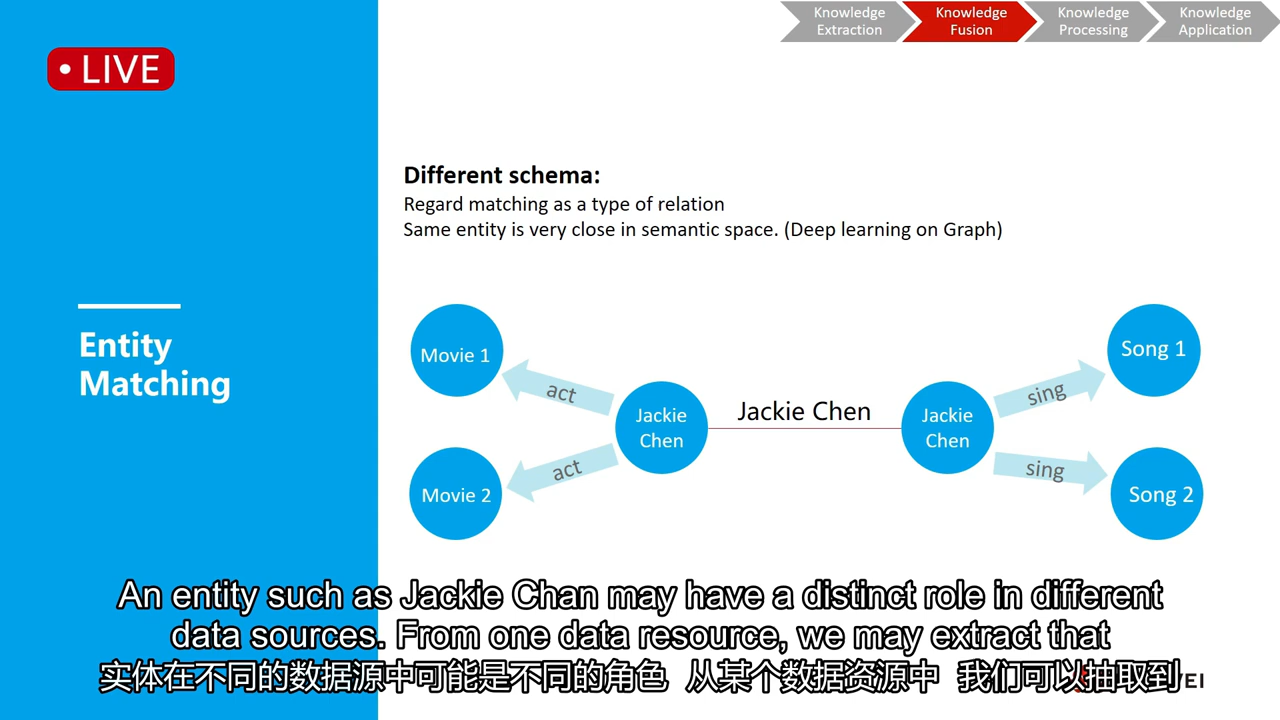 Knowledge Extraction
Knowledge Fusion
Knowledge Processing
Knowledge Application
• LIVE
Different schema:
Regard matching as a type of relation
Same entity is very close in semantic space. (Deep learning on Graph)
Entity
Matching
Movie 1
act
Jackie
Chen
Movie 2
act
Jackie Chen
Jackie
Chen
sing
Song 1
sing
Song 2
An entity such as Jackie Chan may have a distinct role in different
data sources. From one data resource, we may extract that
实体在不同的数据源中可能是不同的角色 从某个数据资源中 我们可以抽取到